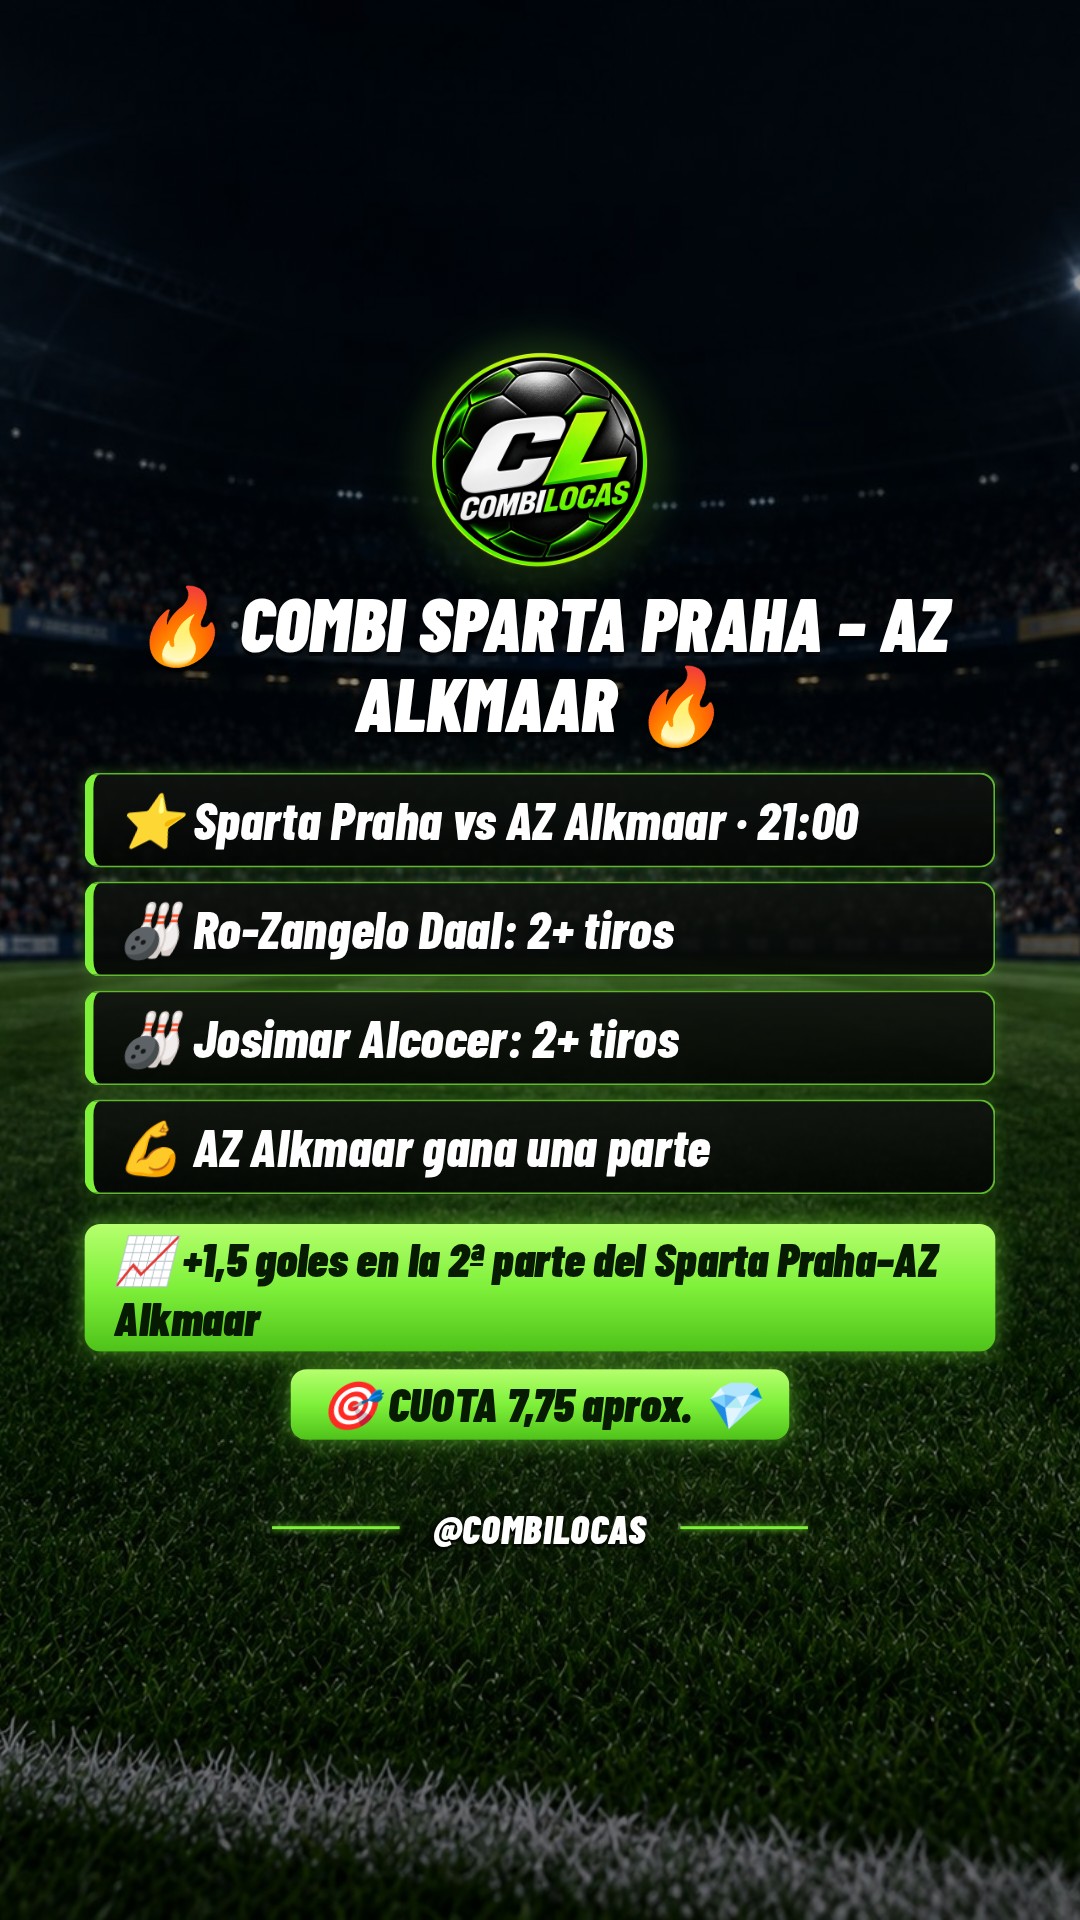 CL
COMBILOCAS
🔥 COMBI SPARTA PRAHA – AZ
ALKMAAR 🔥
⭐ Sparta Praha vs AZ Alkmaar · 21:00
🎳 Ro-Zangelo Daal: 2+ tiros
🎳 Josimar Alcocer: 2+ tiros
💪 AZ Alkmaar gana una parte
📈 +1,5 goles en la 2ª parte del Sparta Praha–AZ
Alkmaar
🎯 CUOTA 7,75 aprox. 💎
@COMBILOCAS